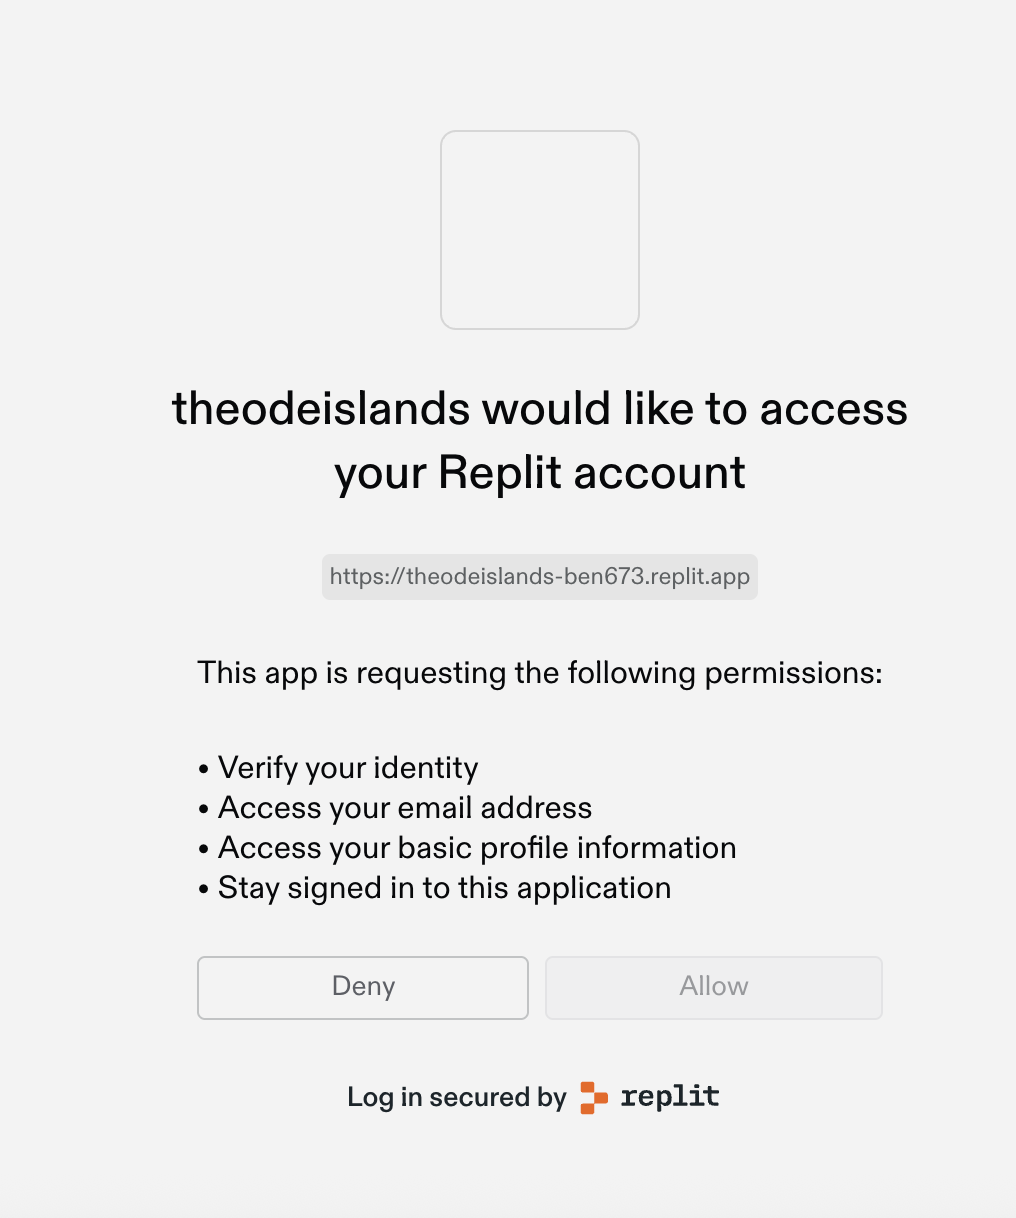 theodeislands would like to access
your Replit account
https://theodeislands-ben673.replit.app
This app is requesting the following permissions:
• Verify your identity
• Access your email address
• Access your basic profile information
• Stay signed in to this application
Deny
Allow
Log in secured by replit